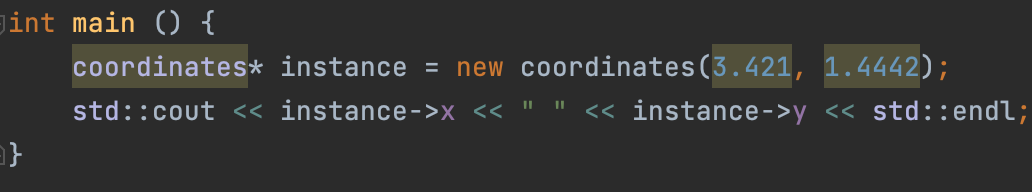 int main () {
    coordinates* instance = new coordinates(3.421, 1.4442);
    std::cout << instance->x << " " << instance->y << std::endl;
}